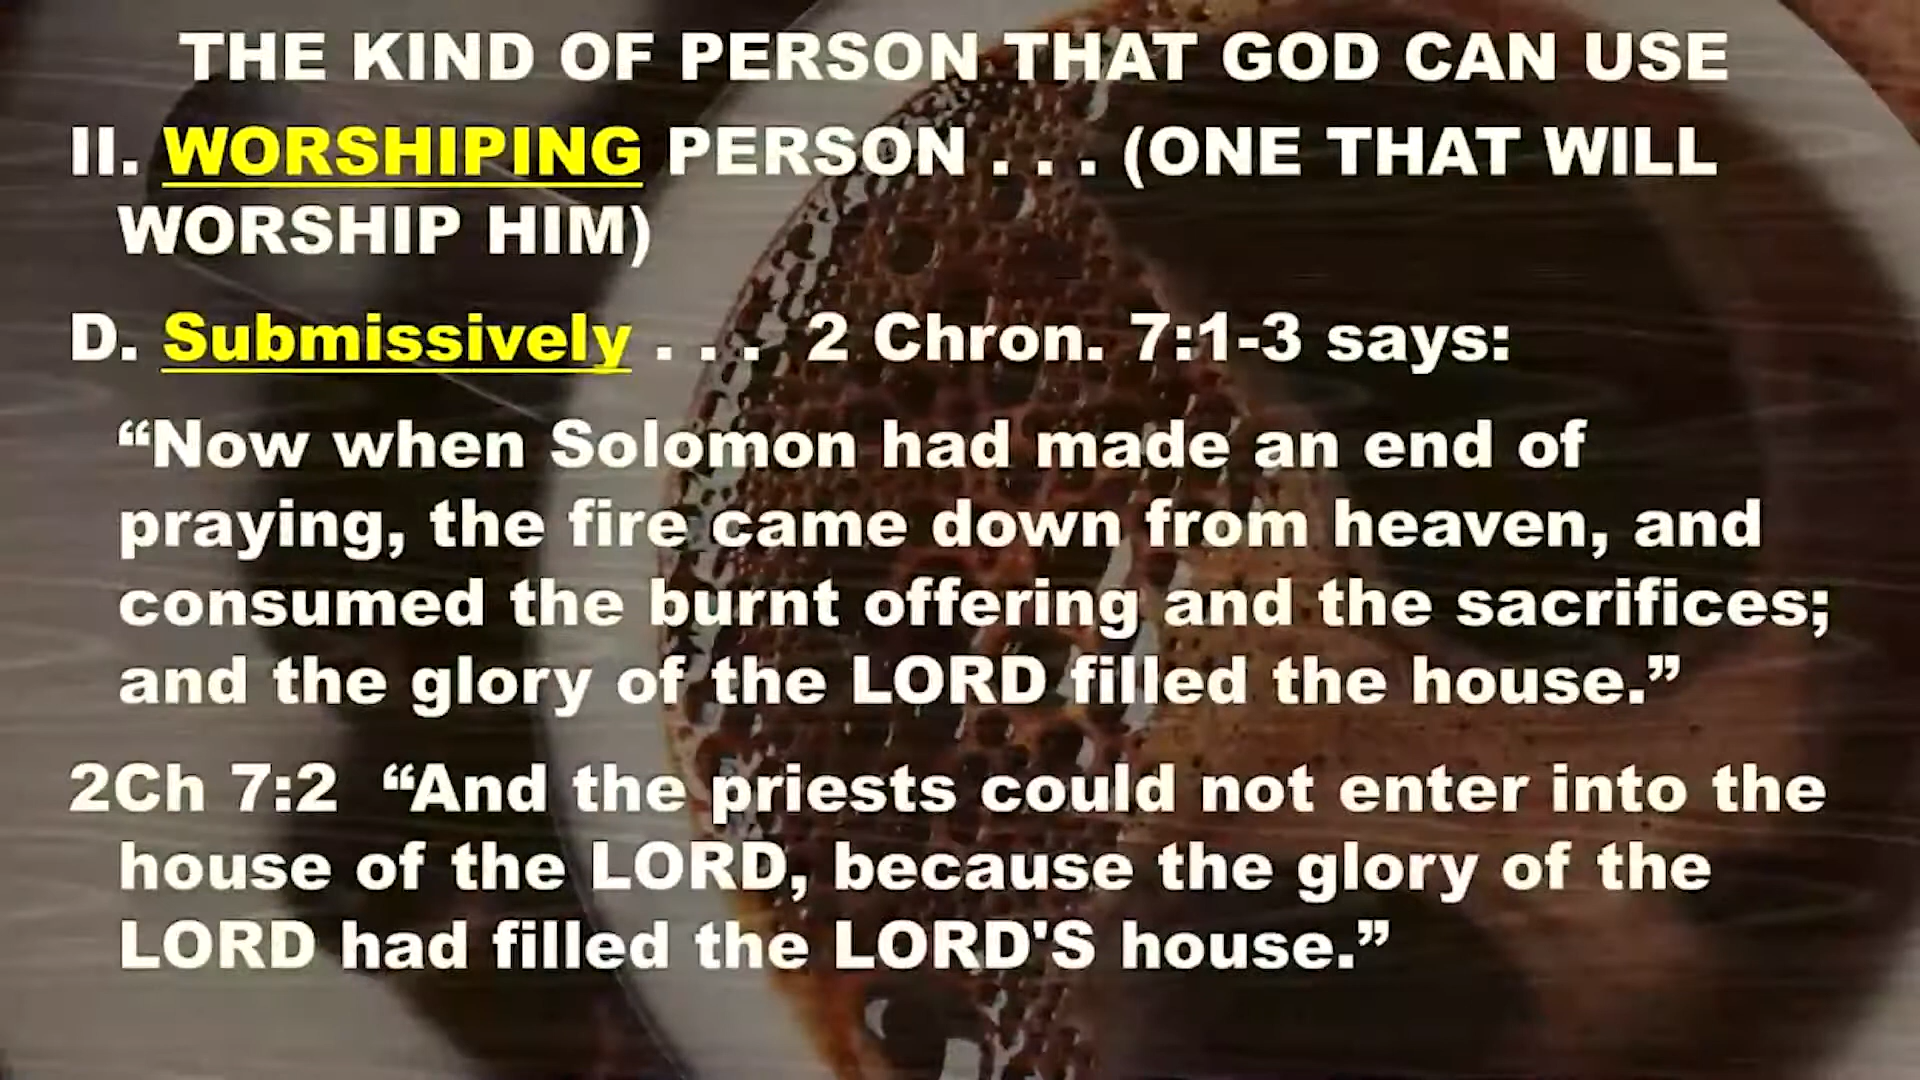 THE KIND OF PERSON THAT GOD CAN USE
II. WORSHIPING PERSON . . . (ONE THAT WILL
WORSHIP HIM)
D. Submissively . . . 2 Chron. 7:1-3 says:
“Now when Solomon had made an end of
praying, the fire came down from heaven, and
consumed the burnt offering and the sacrifices;
and the glory of the LORD filled the house.”
2Ch 7:2 “And the priests could not enter into the
house of the LORD, because the glory of the
LORD had filled the LORD'S house.”